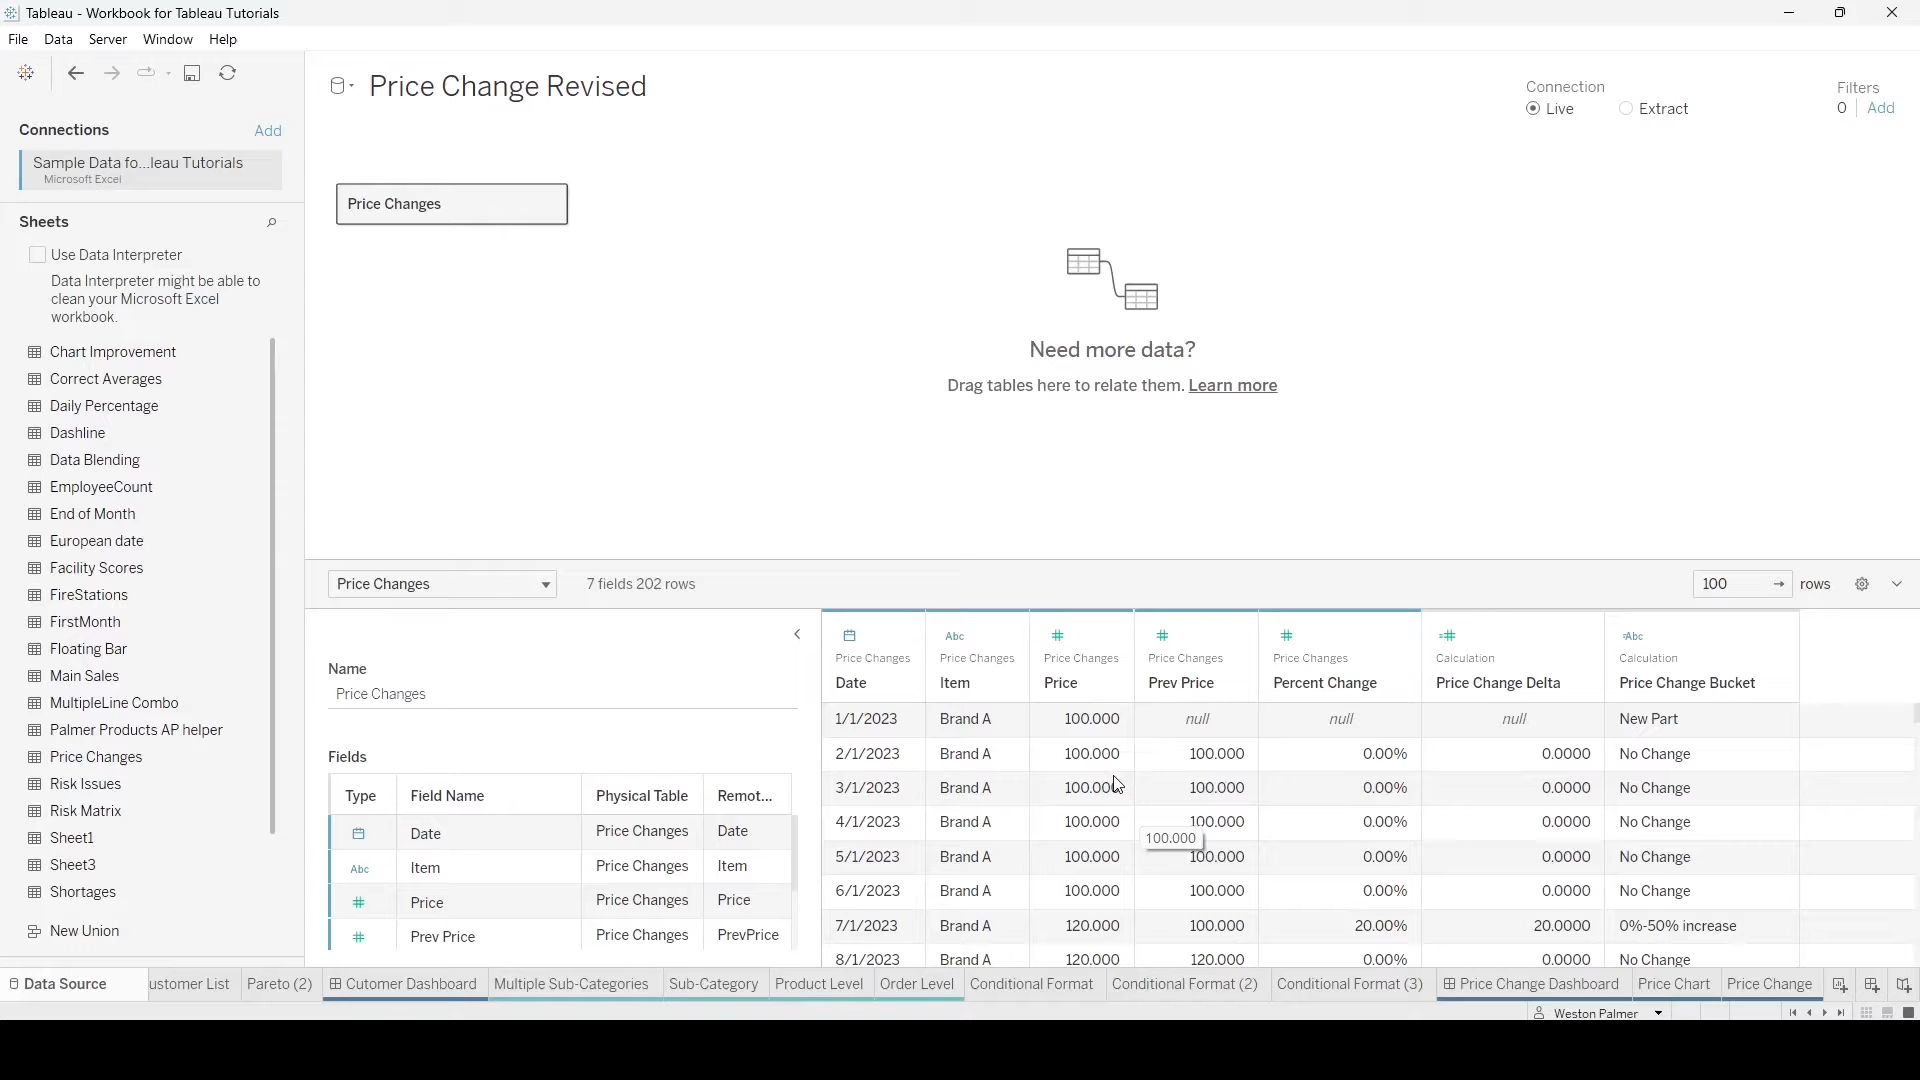 Tableau - Workbook for Tableau Tutorials
File Data Server Window Help
Connections Add
Sample Data fo...leau Tutorials
Microsoft Excel
Sheets
Use Data Interpreter
Data Interpreter might be able to
clean your Microsoft Excel
workbook.
Chart Improvement
Correct Averages
Daily Percentage
Dashline
Data Blending
EmployeeCount
End of Month
European date
Facility Scores
FireStations
FirstMonth
Floating Bar
Main Sales
MultipleLine Combo
Palmer Products AP helper
Price Changes
Risk Issues
Risk Matrix
Sheet1
Sheet3
Shortages
New Union
Price Change Revised
Connection
Live Extract
Filters
0 Add
Price Changes
Need more data?
Drag tables here to relate them. Learn more
Price Changes 7 fields 202 rows 100 rows
Name
Price Changes
Fields
Type Field Name Physical Table Remot...
Date Price Changes Date
Abc Item Price Changes Item
# Price Price Changes Price
# Prev Price Price Changes PrevPrice
Abc # # # =# =Abc
Price Changes Price Changes Price Changes Price Changes Price Changes Calculation Calculation
Date Item Price Prev Price Percent Change Price Change Delta Price Change Bucket
1/1/2023 Brand A 100.000 null null null New Part
2/1/2023 Brand A 100.000 100.000 0.00% 0.0000 No Change
3/1/2023 Brand A 100.000 100.000 0.00% 0.0000 No Change
4/1/2023 Brand A 100.000 100.000 0.00% 0.0000 No Change
100.000
5/1/2023 Brand A 100.000 100.000 0.00% 0.0000 No Change
6/1/2023 Brand A 100.000 100.000 0.00% 0.0000 No Change
7/1/2023 Brand A 120.000 100.000 20.00% 20.0000 0%-50% increase
8/1/2023 Brand A 120.000 120.000 0.00% 0.0000 No Change
Data Source ustomer List Pareto (2) Cutomer Dashboard Multiple Sub-Categories Sub-Category Product Level Order Level Conditional Format Conditional Format (2) Conditional Format (3) Price Change Dashboard Price Chart Price Change
Weston Palmer